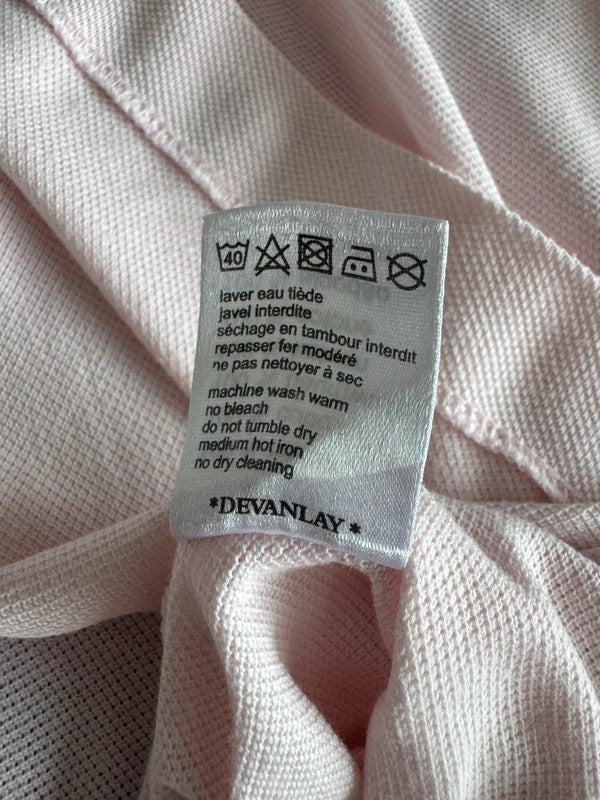 40
laver eau tiède
javel interdite
séchage en tambour interdit
repasser fer modéré
ne pas nettoyer à sec
machine wash warm
no bleach
do not tumble dry
medium hot iron
no dry cleaning
*DEVANLAY*